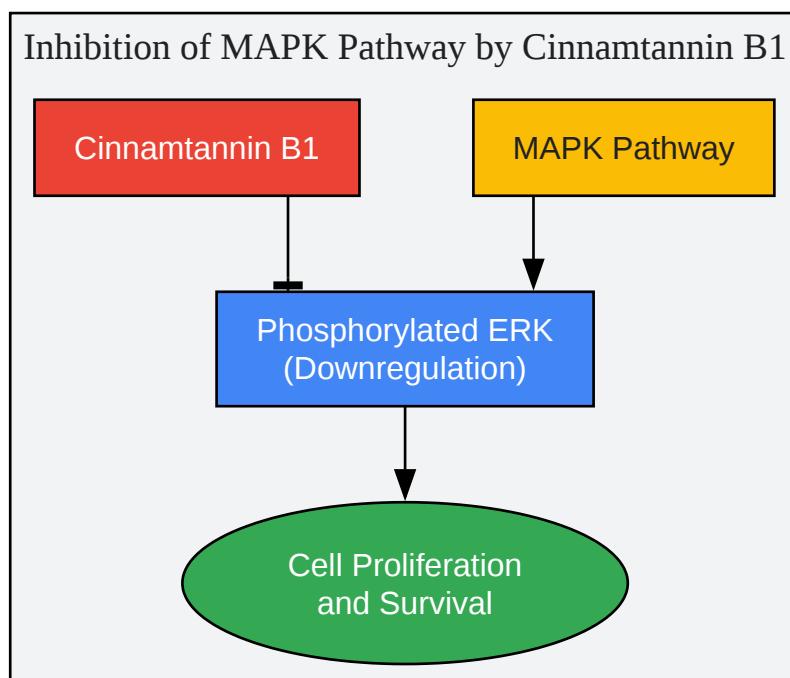 Inhibition of MAPK Pathway by Cinnamtannin B1
Cinnamtannin B1
MAPK Pathway
Phosphorylated ERK
(Downregulation)
Cell Proliferation
and Survival